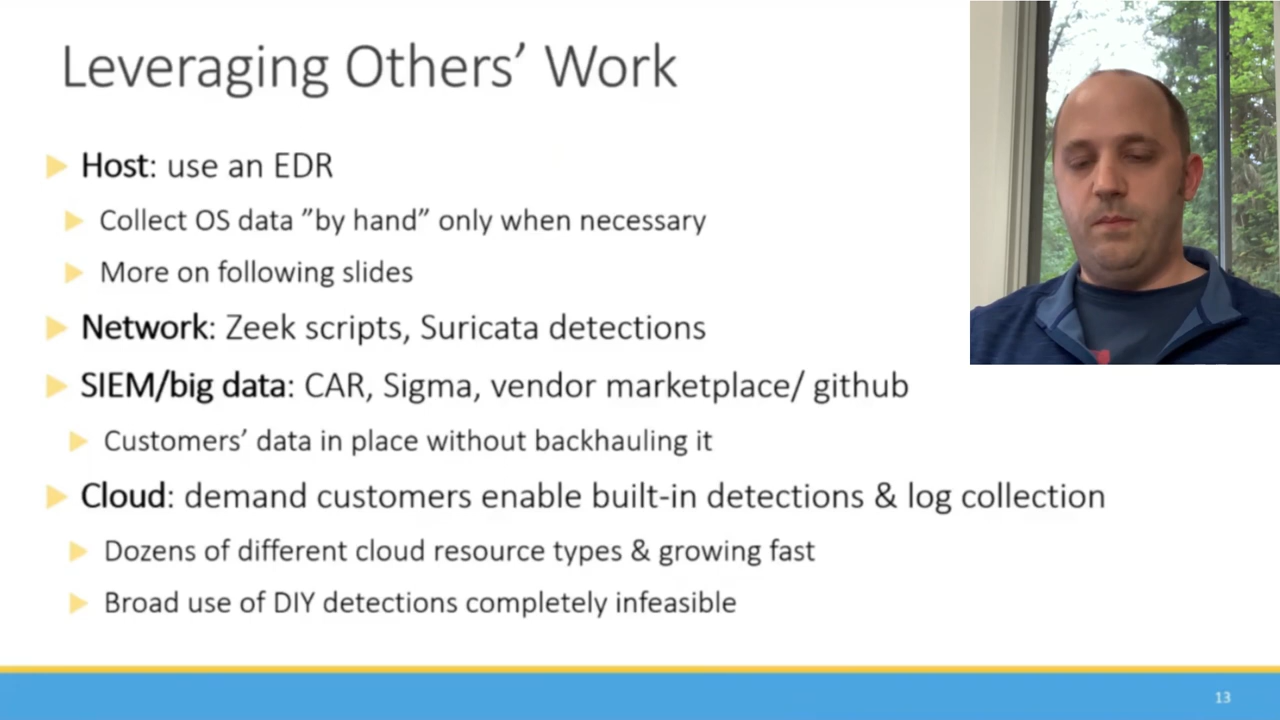 Leveraging Others’ Work
Host: use an EDR
Collect OS data ”by hand” only when necessary
More on following slides
Network: Zeek scripts, Suricata detections
SIEM/big data: CAR, Sigma, vendor marketplace/ github
Customers’ data in place without backhauling it
Cloud: demand customers enable built-in detections & log collection
Dozens of different cloud resource types & growing fast
Broad use of DIY detections completely infeasible
13